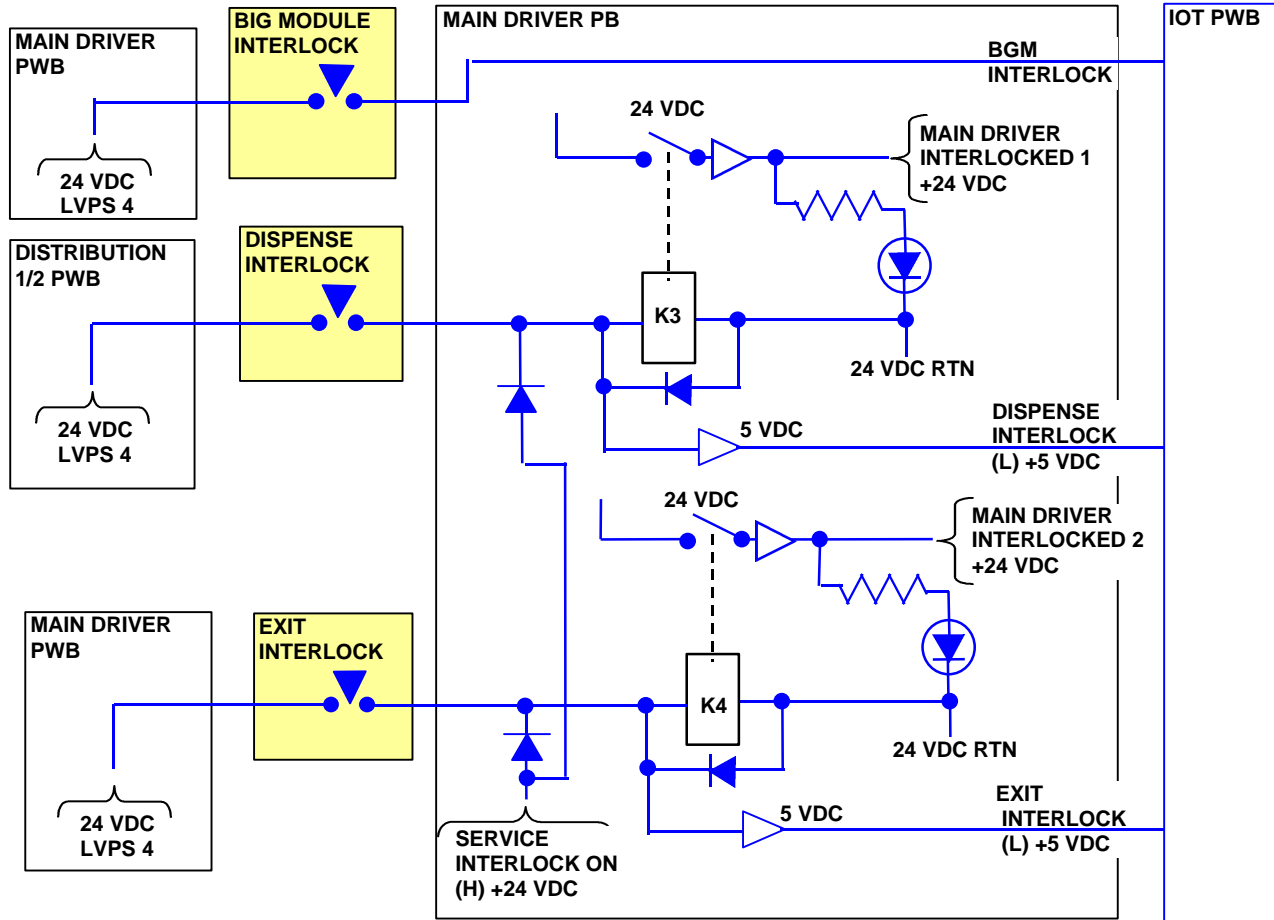 MAIN DRIVER
PWB
24 VDC
LVPS 4
BIG MODULE
INTERLOCK
MAIN DRIVER PB
IOT PWB
BGM
INTERLOCK
24 VDC
MAIN DRIVER
INTERLOCKED 1
+24 VDC
DISTRIBUTION
1/2 PWB
24 VDC
LVPS 4
DISPENSE
INTERLOCK
K3
24 VDC RTN
5 VDC
DISPENSE
INTERLOCK
(L) +5 VDC
24 VDC
MAIN DRIVER
INTERLOCKED 2
+24 VDC
MAIN DRIVER
PWB
24 VDC
LVPS 4
EXIT
INTERLOCK
K4
24 VDC RTN
5 VDC
EXIT
INTERLOCK
(L) +5 VDC
SERVICE
INTERLOCK ON
(H) +24 VDC